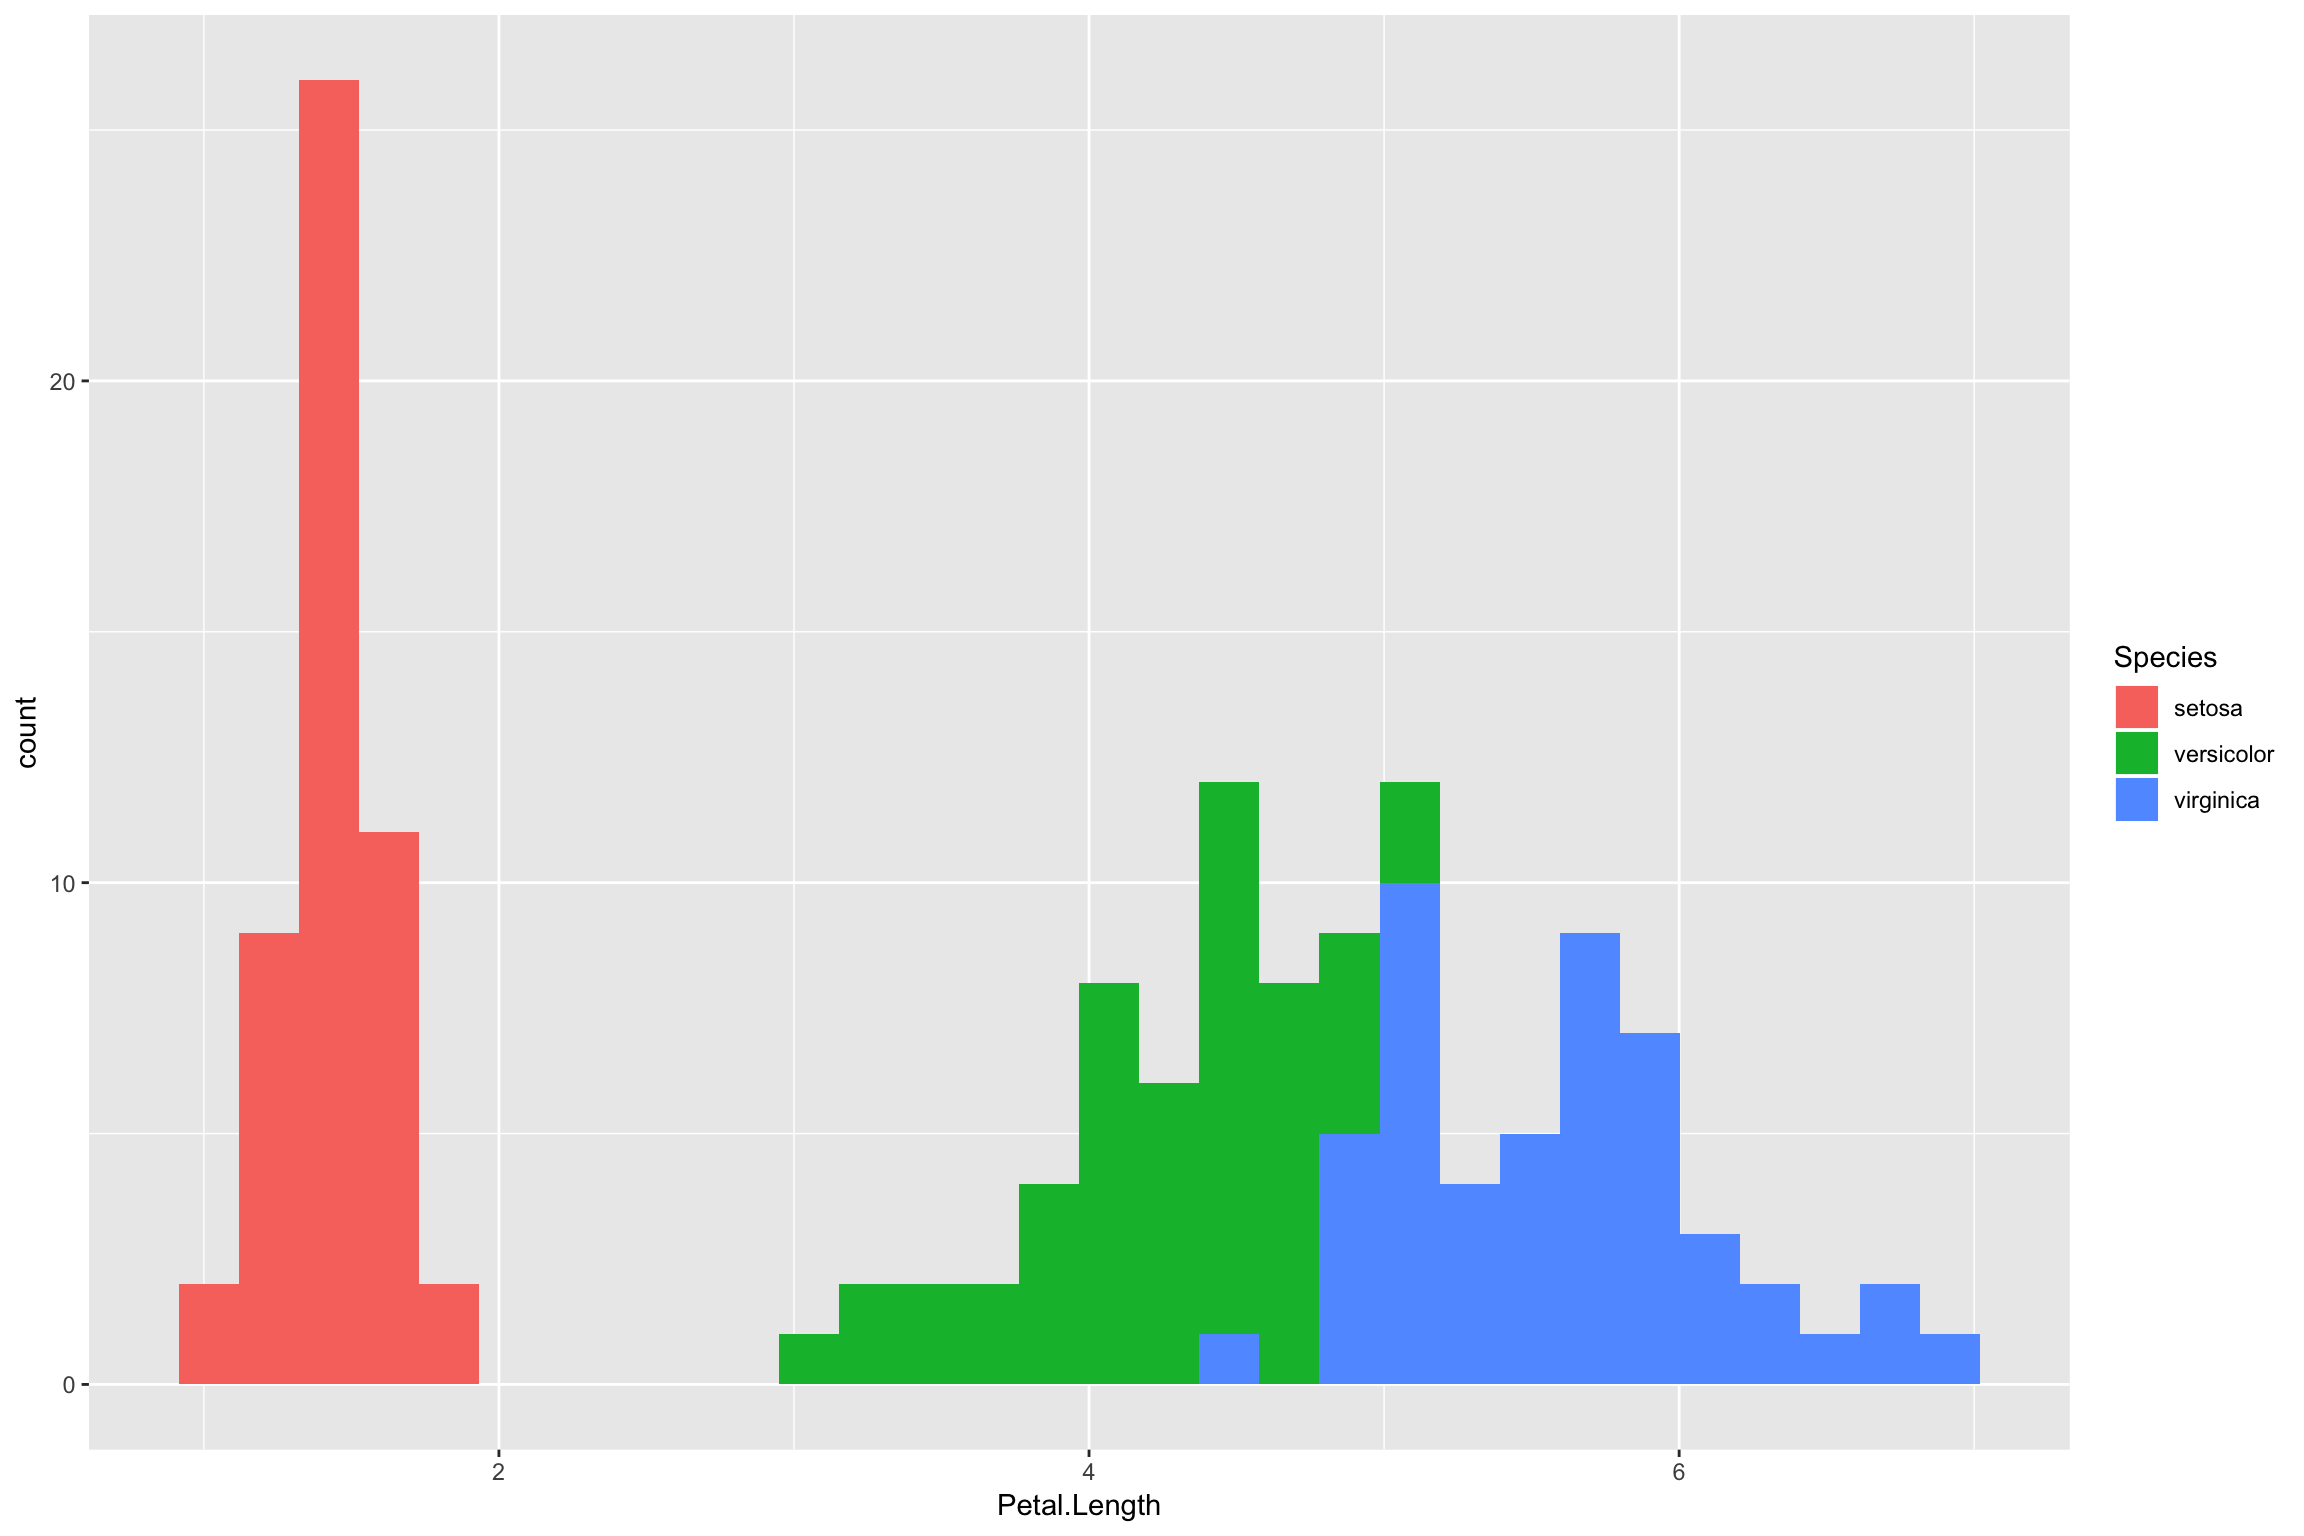 20
10
0
count
2 4 6
Petal.Length
Species
setosa
versicolor
virginica